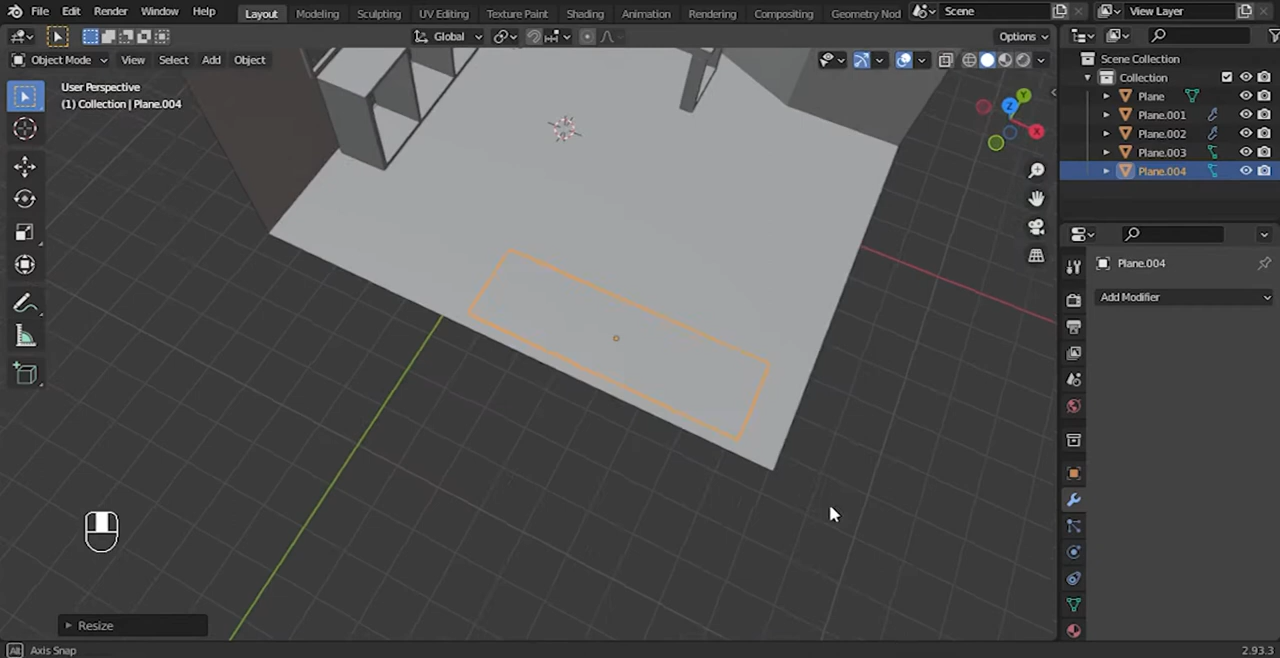 File Edit Render Window Help Layout Modeling Sculpting UV Editing Texture Paint Shading Animation Rendering Compositing Geometry Nod Scene View Layer
Global Options
Object Mode View Select Add Object
User Perspective
(1) Collection | Plane.004
Scene Collection
Collection
Plane
Plane.001
Plane.002
Plane.003
Plane.004
Z
Y
X
Plane.004
Add Modifier
Resize
Alt Axis Snap 2.93.3